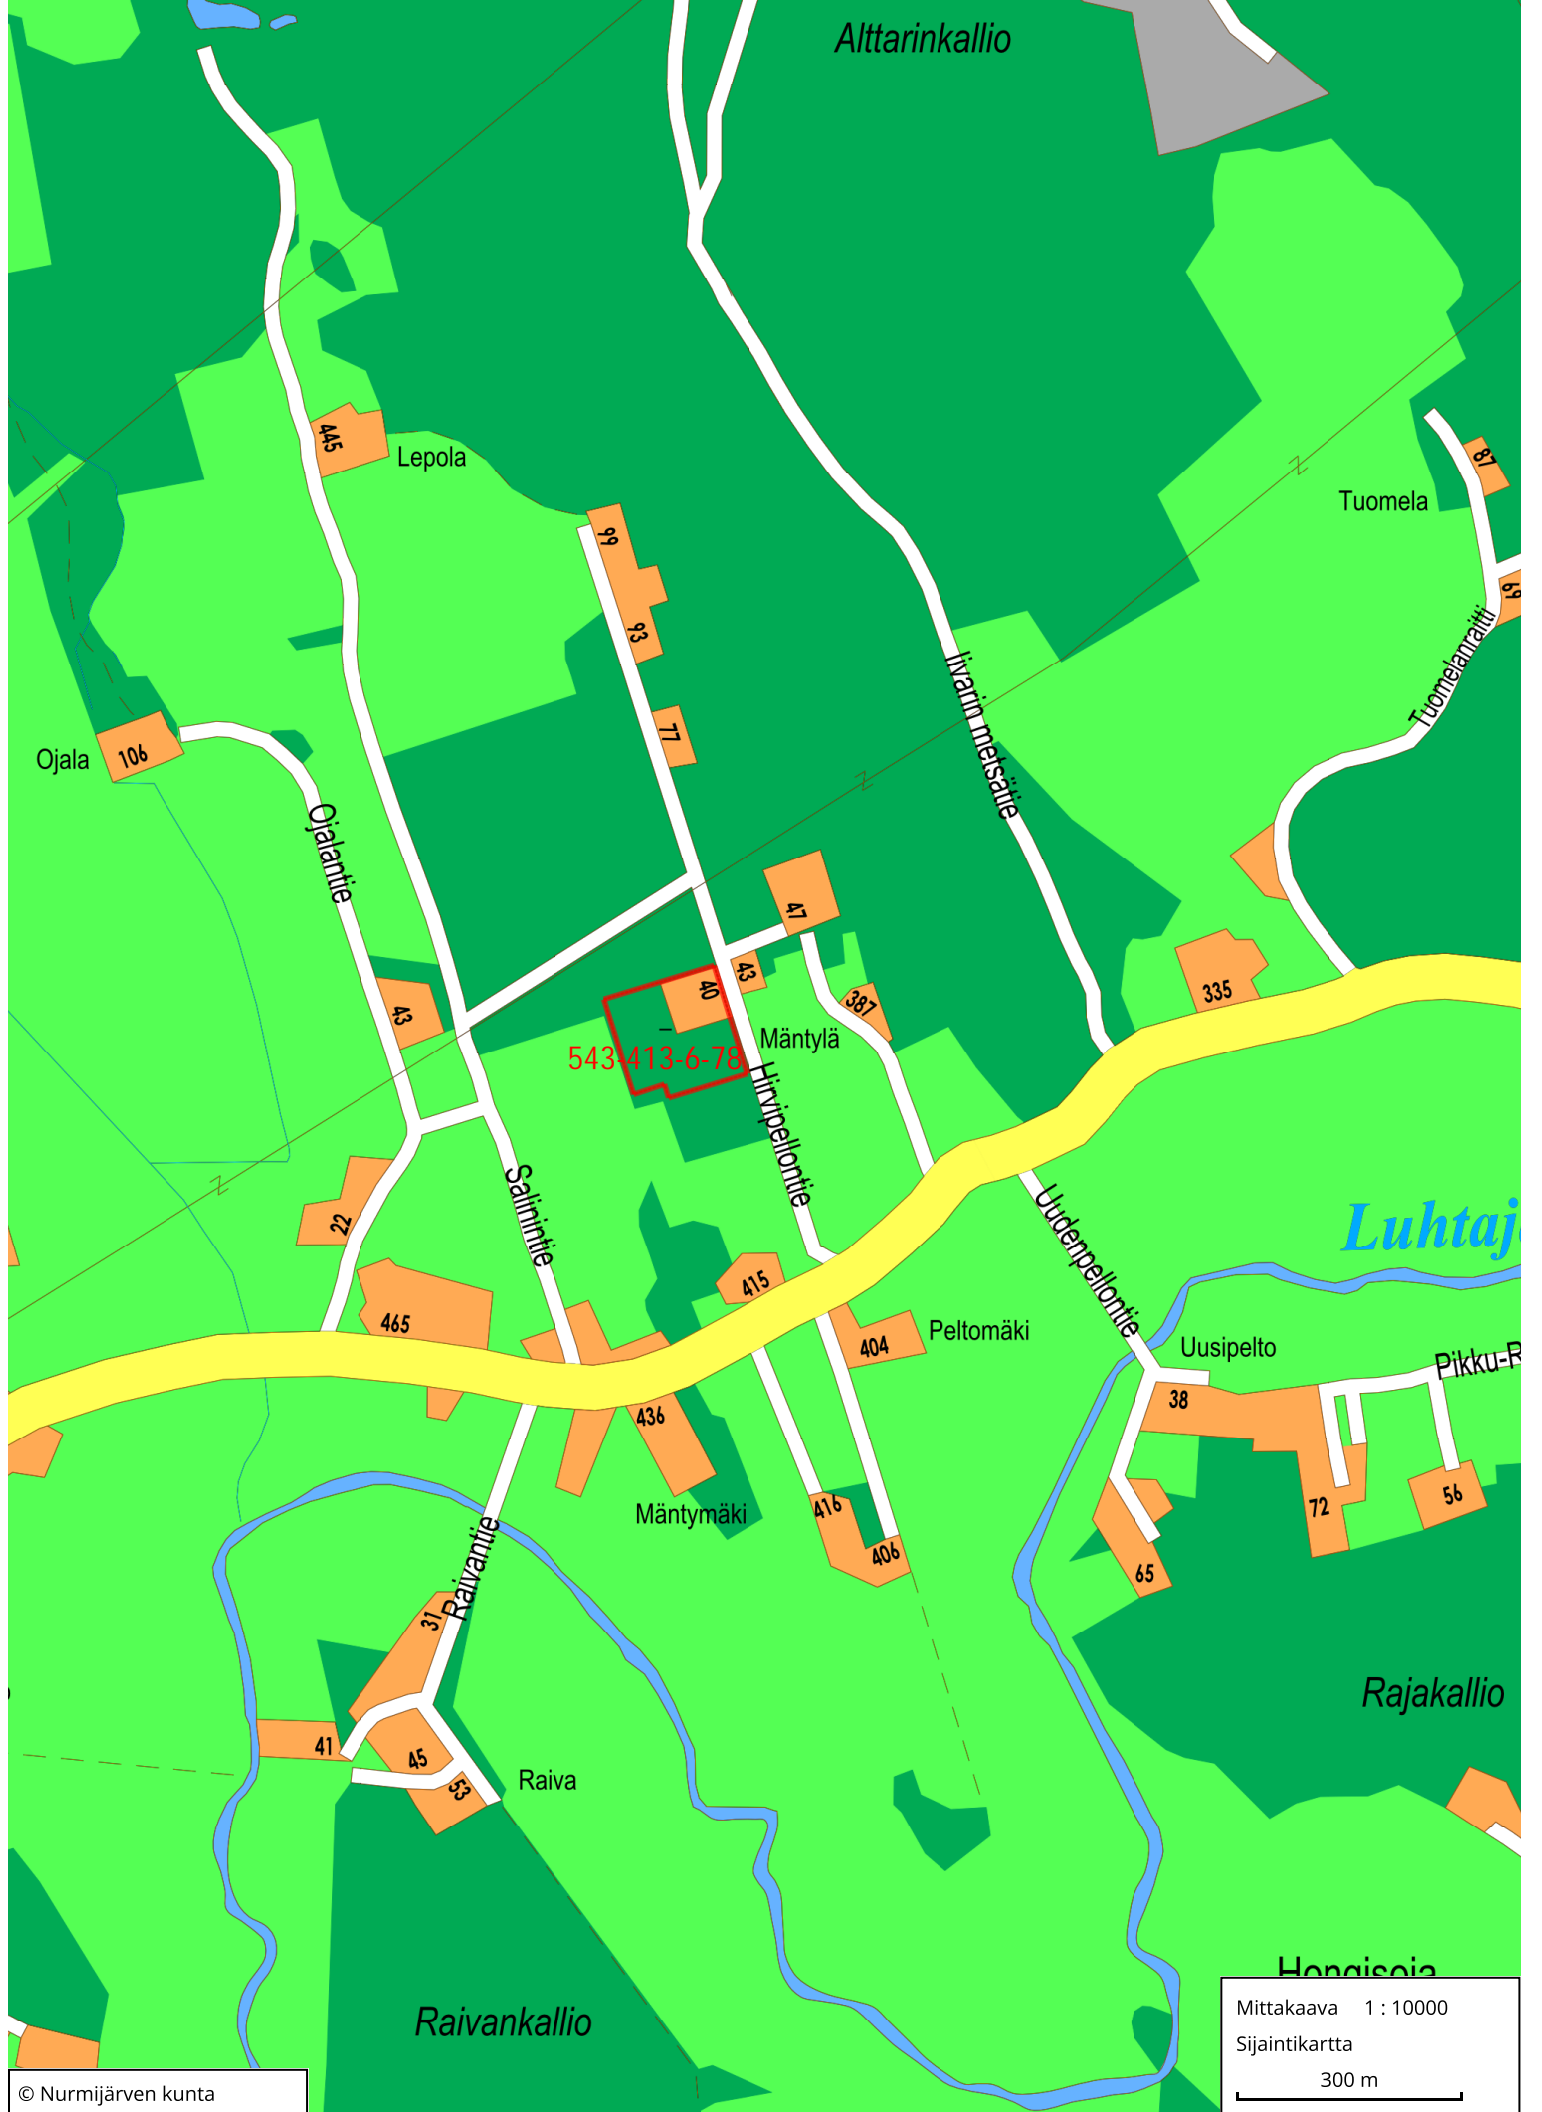 Alttarinkallio
445
Lepola
87
Tuomela
99
69
93
Tuomelanraitti
Iivarin metsätie
77
106
Ojala
Ojalantie
47
43
40
335
387
43
Mäntylä
543-413-6-78
Hirvipellontie
Salinintie
22
Uudenpellontie
Luhtaj
415
465
Peltomäki
404
Uusipelto
Pikku-R
38
436
416
72
56
Mäntymäki
406
Raivantie
65
31
Rajakallio
41
45
53
Raiva
Raivankallio
Mittakaava 1 : 10000
Sijaintikartta
300 m
© Nurmijärven kunta